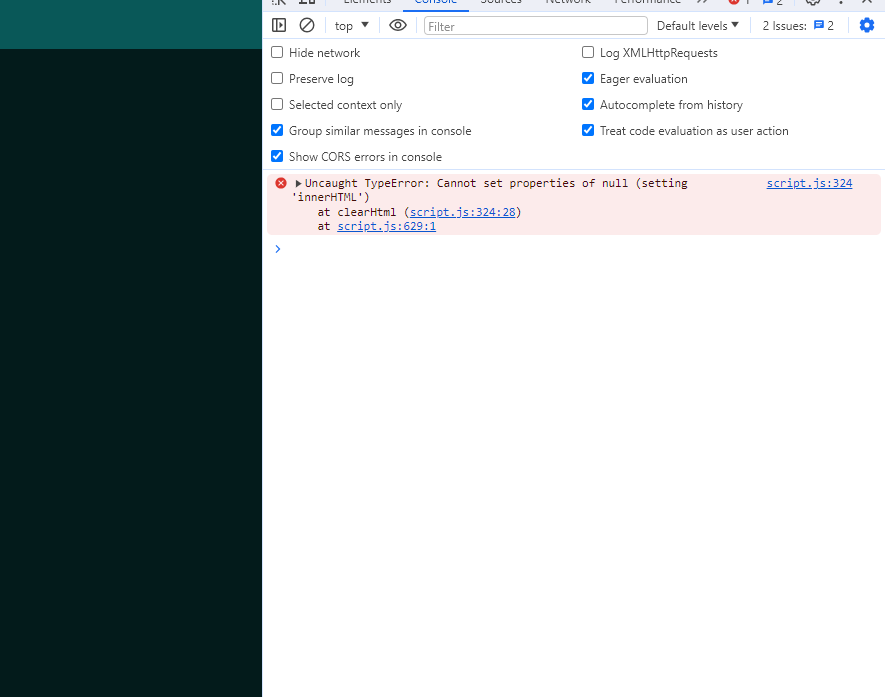 Elements Console Sources Network Performance 1 2
top Filter Default levels 2 Issues: 2
Hide network Log XMLHttpRequests
Preserve log Eager evaluation
Selected context only Autocomplete from history
Group similar messages in console Treat code evaluation as user action
Show CORS errors in console
Uncaught TypeError: Cannot set properties of null (setting script.js:324
'innerHTML')
at clearHtml (script.js:324:28)
at script.js:629:1